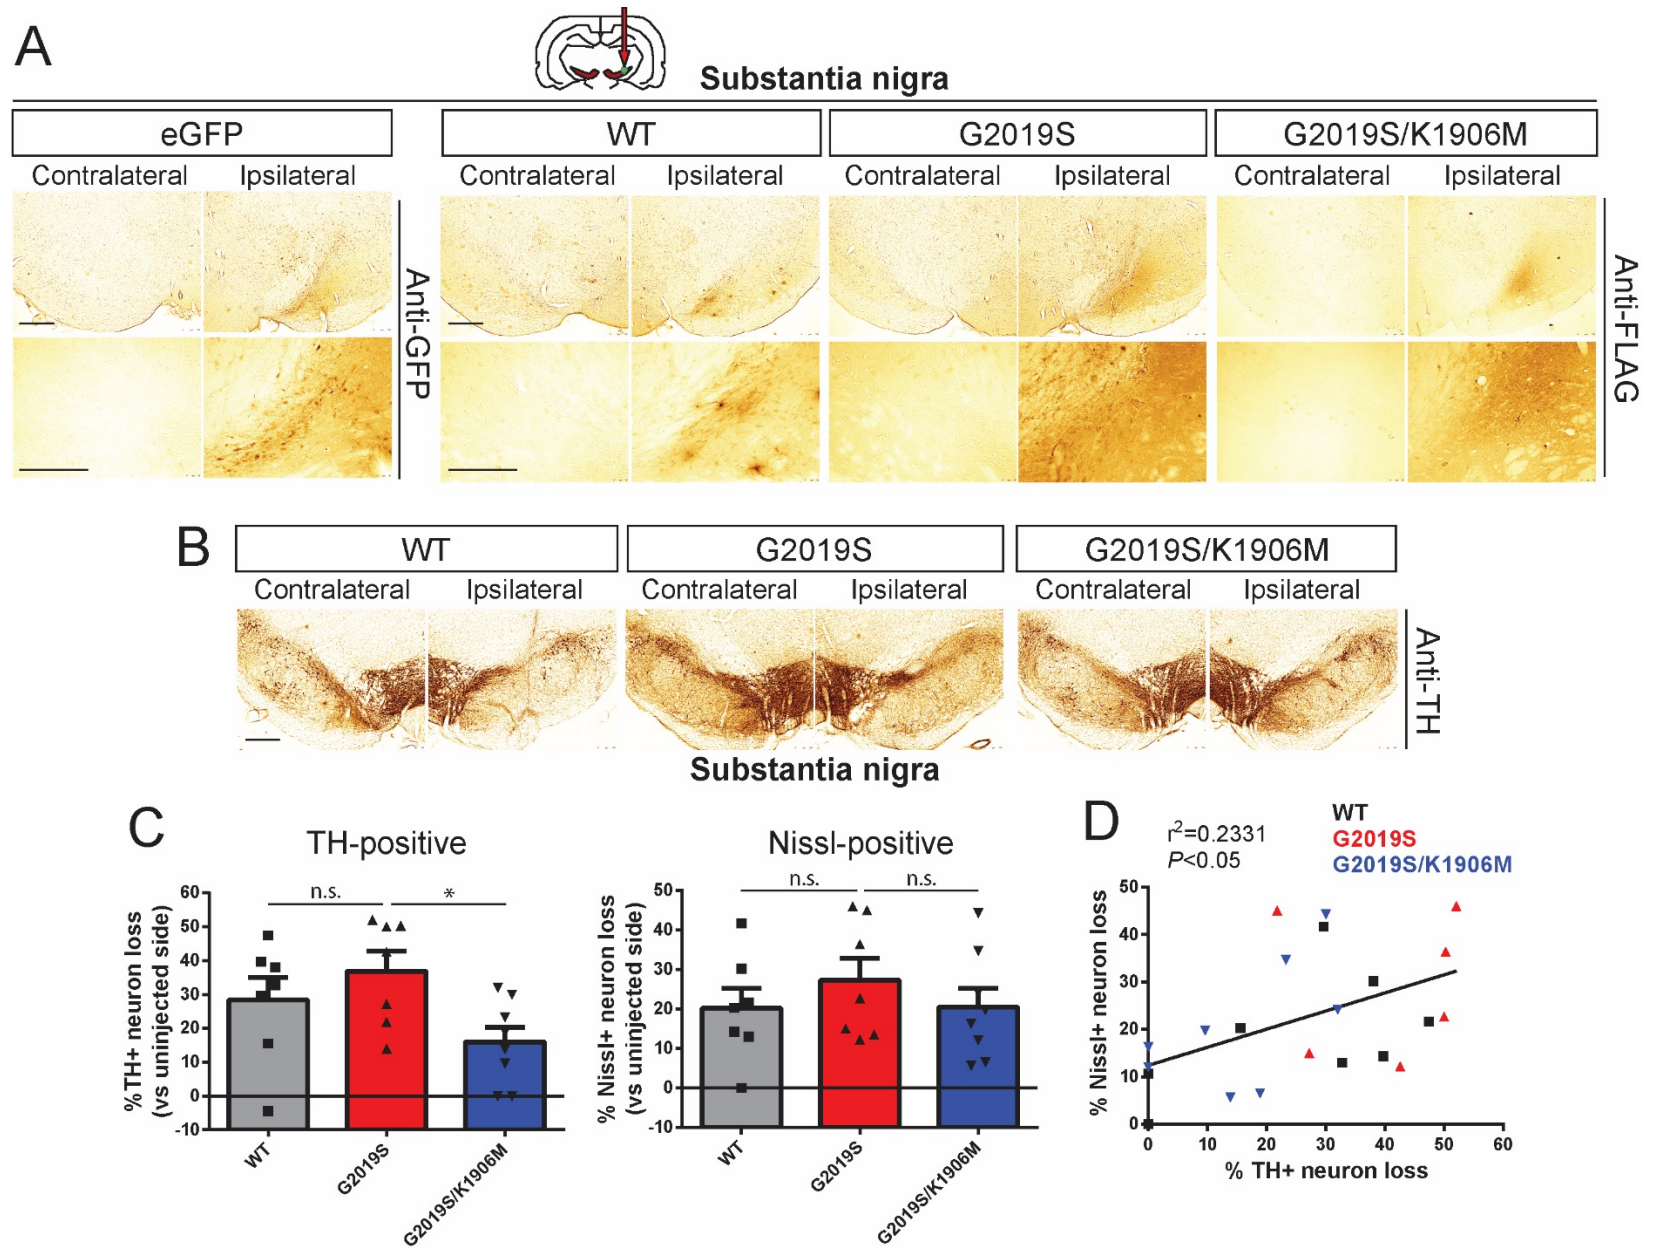 A
Substantia nigra
eGFP
WT
G2019S
G2019S/K1906M
Contralateral
Ipsilateral
Contralateral
Ipsilateral
Contralateral
Ipsilateral
Contralateral
Ipsilateral
Anti-GFP
Anti-FLAG
B
WT
G2019S
G2019S/K1906M
Contralateral
Ipsilateral
Contralateral
Ipsilateral
Contralateral
Ipsilateral
Anti-TH
Substantia nigra
C
TH-positive
% TH+ neuron loss
(vs uninjected side)
60
50
40
30
20
10
0
-10
n.s.
*
WT
G2019S
G2019S/K1906M
Nissl-positive
% Nissl+ neuron loss
(vs uninjected side)
50
40
30
20
10
0
-10
n.s.
n.s.
WT
G2019S
G2019S/K1906M
D
r2=0.2331
P<0.05
WT
G2019S
G2019S/K1906M
% Nissl+ neuron loss
50
40
30
20
10
0
0 10 20 30 40 50 60
% TH+ neuron loss